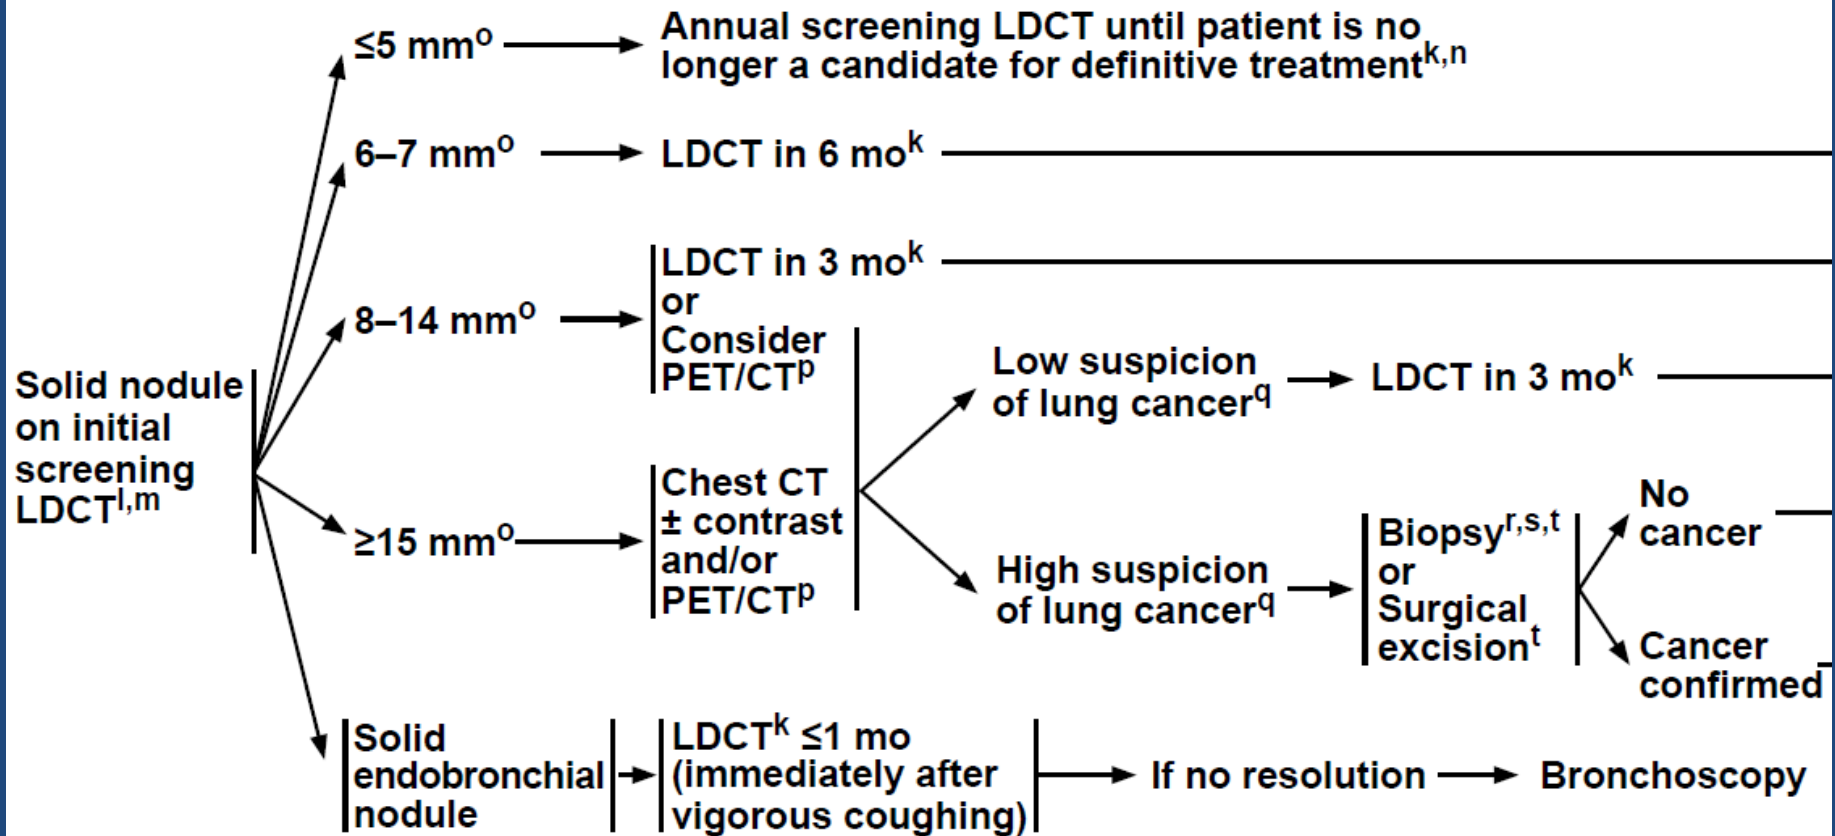 ≤5 mmᵒ
Annual screening LDCT until patient is no
longer a candidate for definitive treatmentᵏ,ⁿ
6–7 mmᵒ
LDCT in 6 moᵏ
8–14 mmᵒ
LDCT in 3 moᵏ
or
Consider
PET/CTᵖ
Solid nodule
on initial
screening
LDCTˡ,ᵐ
≥15 mmᵒ
Chest CT
± contrast
and/or
PET/CTᵖ
Low suspicion
of lung cancerq
LDCT in 3 moᵏ
High suspicion
of lung cancerq
Biopsyʳ,ˢ,ᵗ
or
Surgical
excisionᵗ
No
cancer
Cancer
confirmed
Solid
endobronchial
nodule
LDCTᵏ ≤1 mo
(immediately after
vigorous coughing)
If no resolution
Bronchoscopy